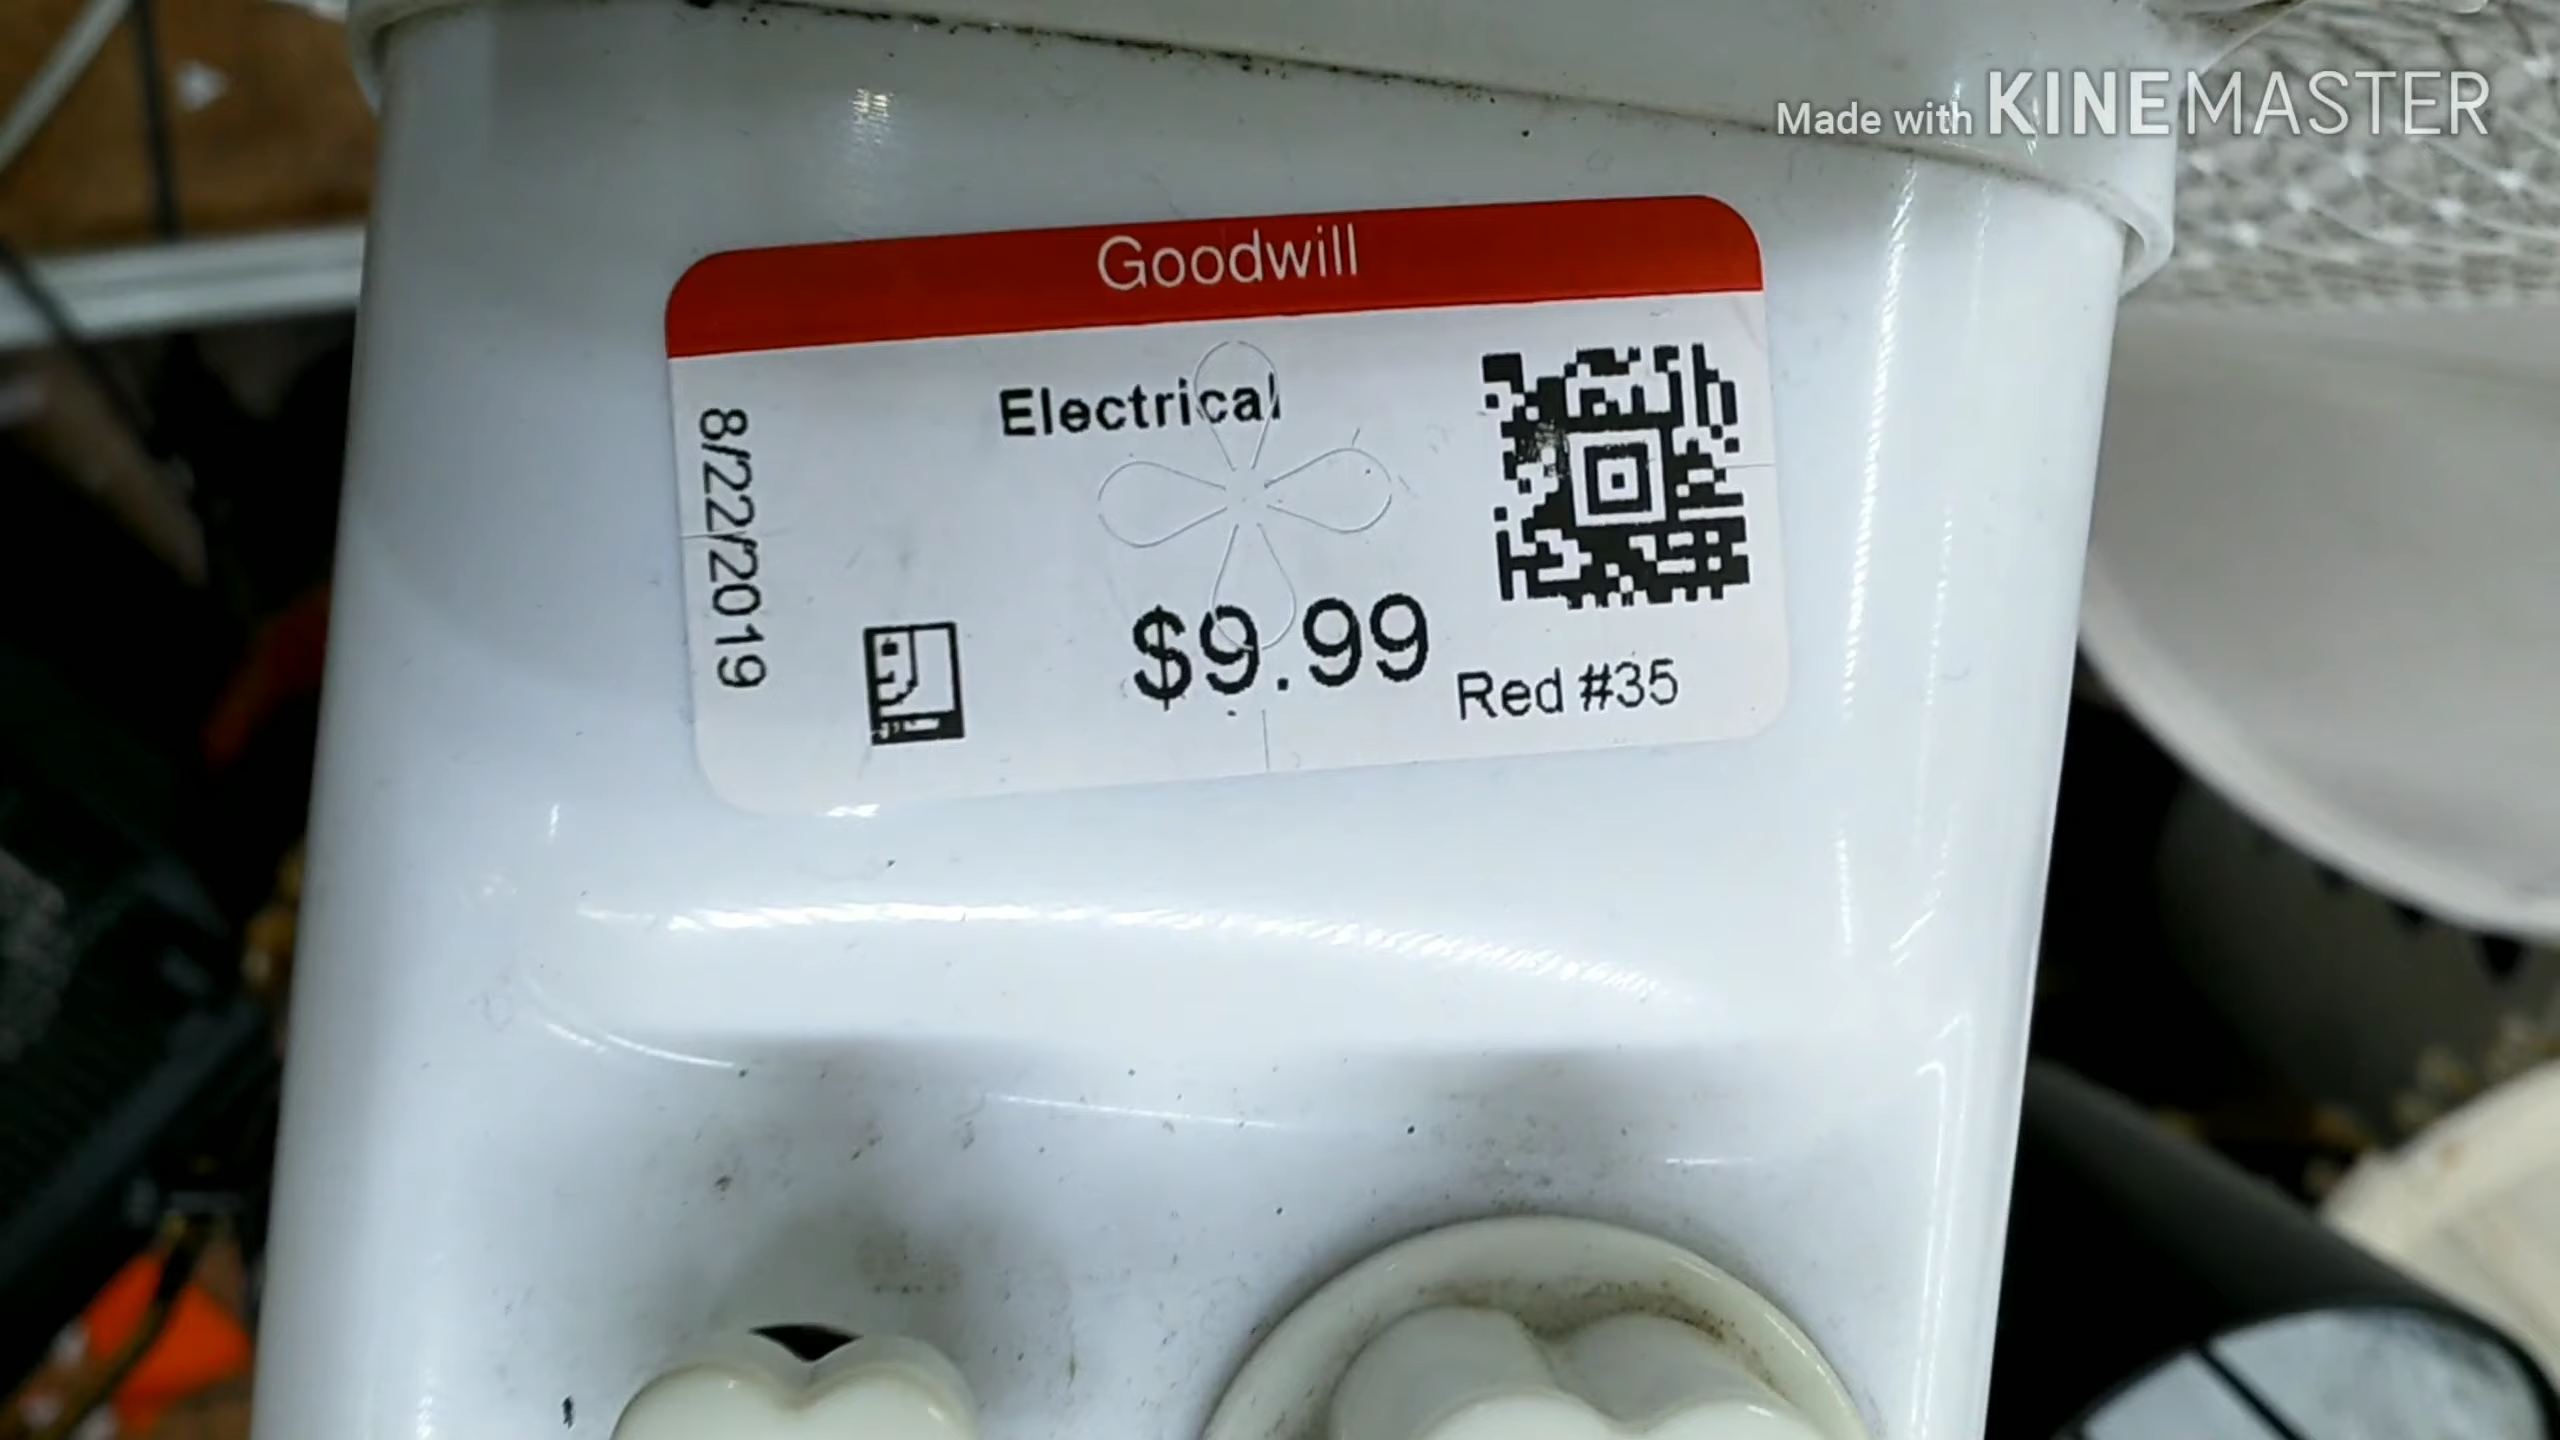 Made with KINEMASTER
Goodwill
Electrical
8/22/2019
$9.99
Red #35